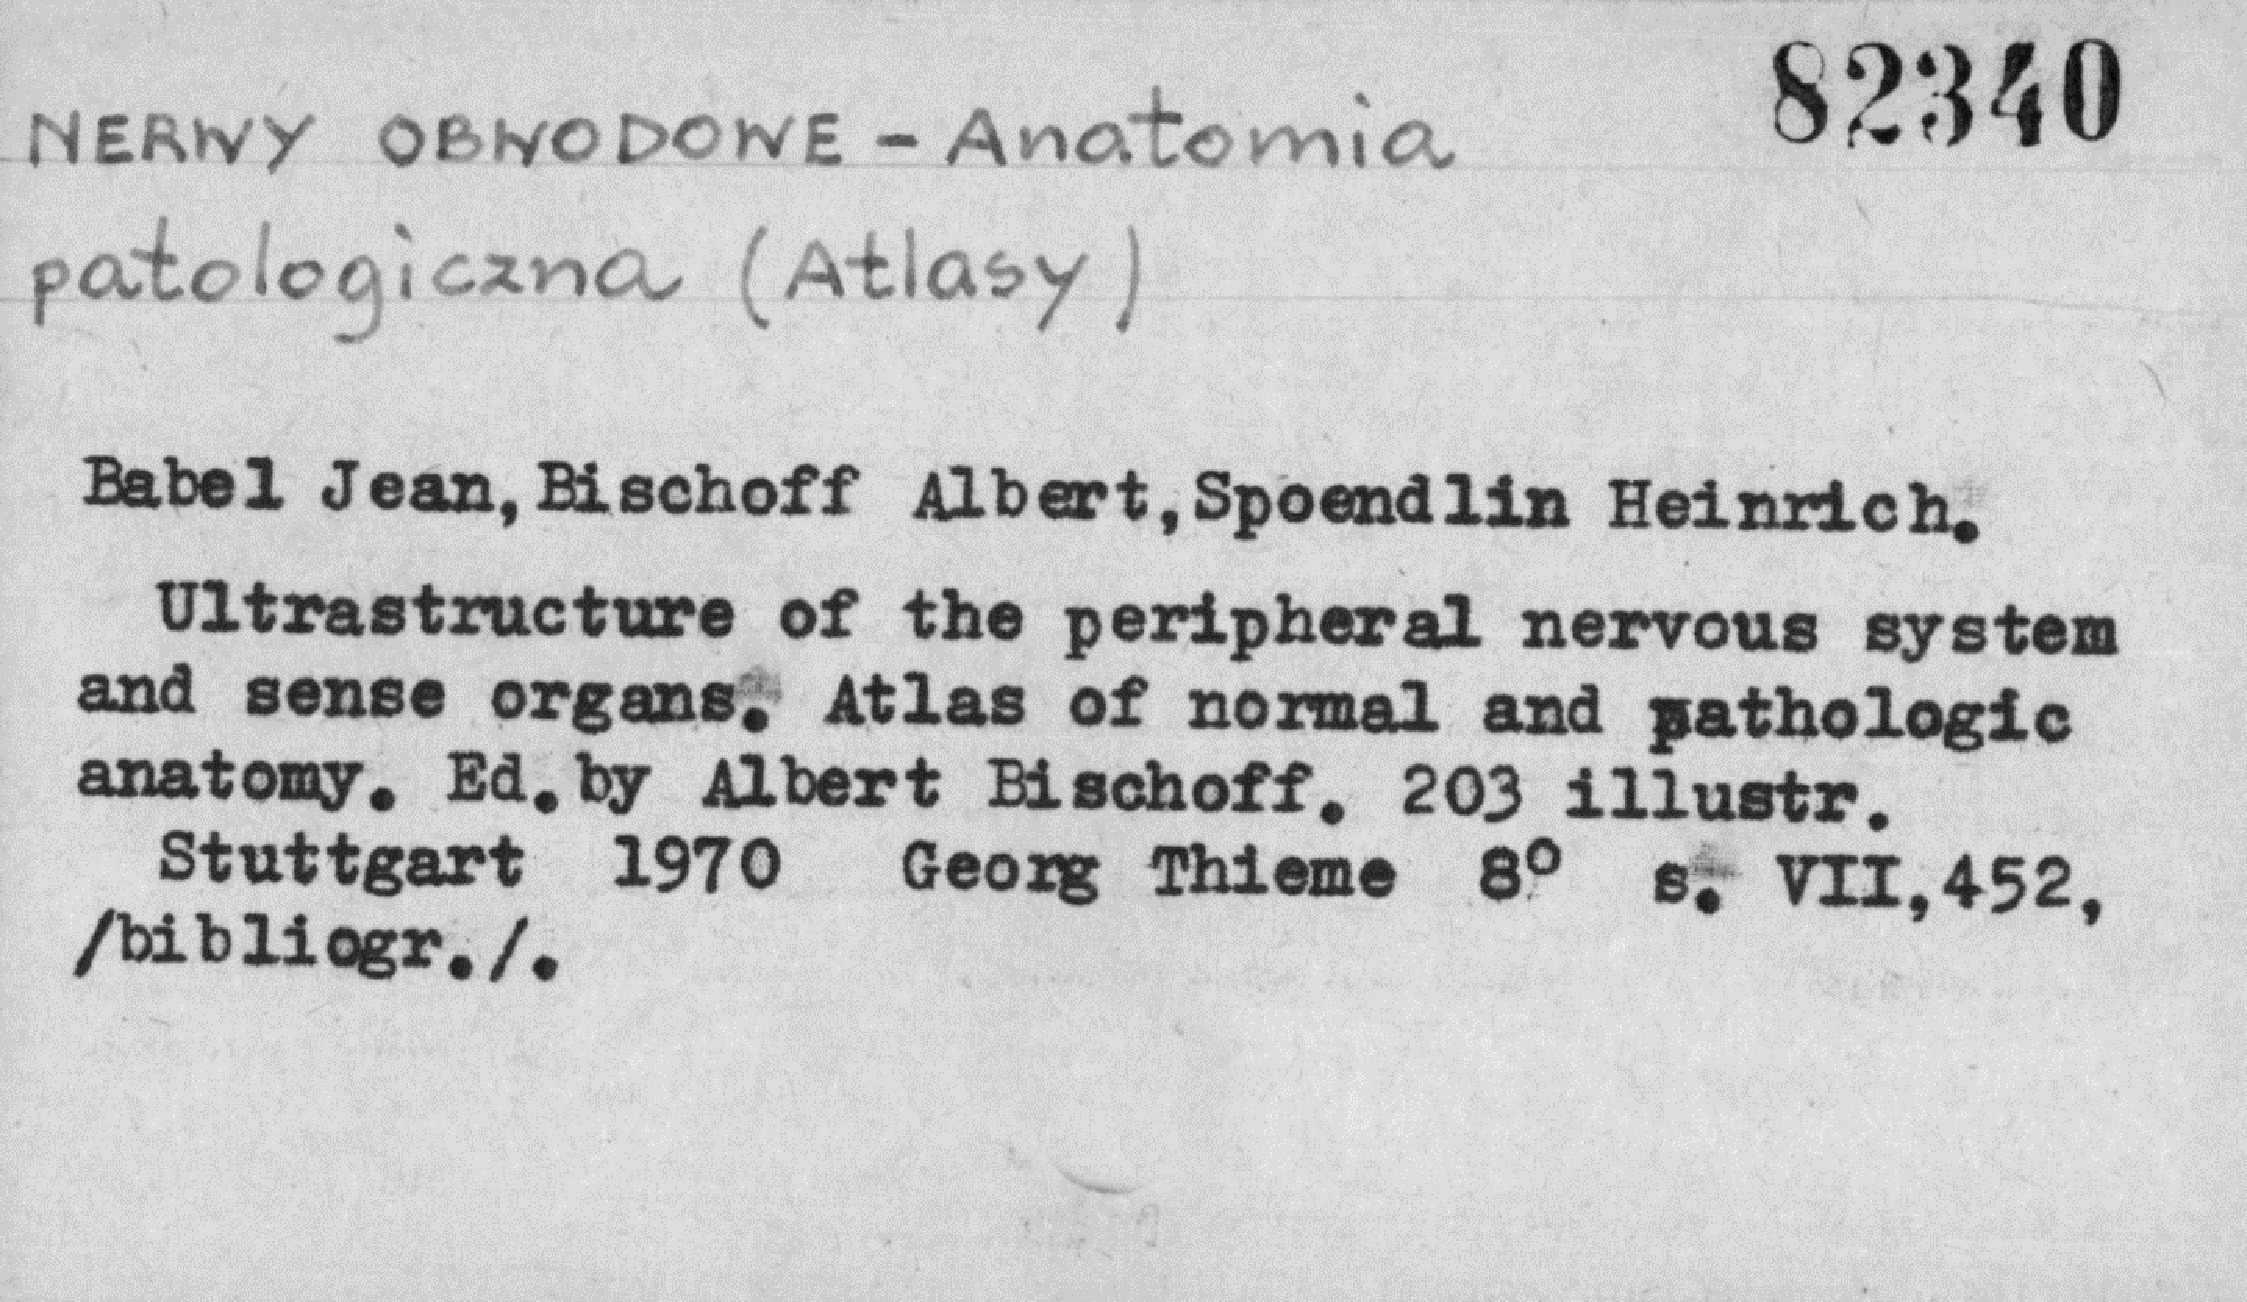 82340
NERWY OBWODOWE - Anatomia
patologiczna (Atlasy)
Babel Jean, Bischoff Albert, Spoendlin Heinrich.
Ultrastructure of the peripheral nervous system
and sense organs. Atlas of normal and pathologic
anatomy. Ed. by Albert Bischoff. 203 illustr.
Stuttgart 1970 Georg Thieme 8° s. VII, 452,
/bibliogr./.